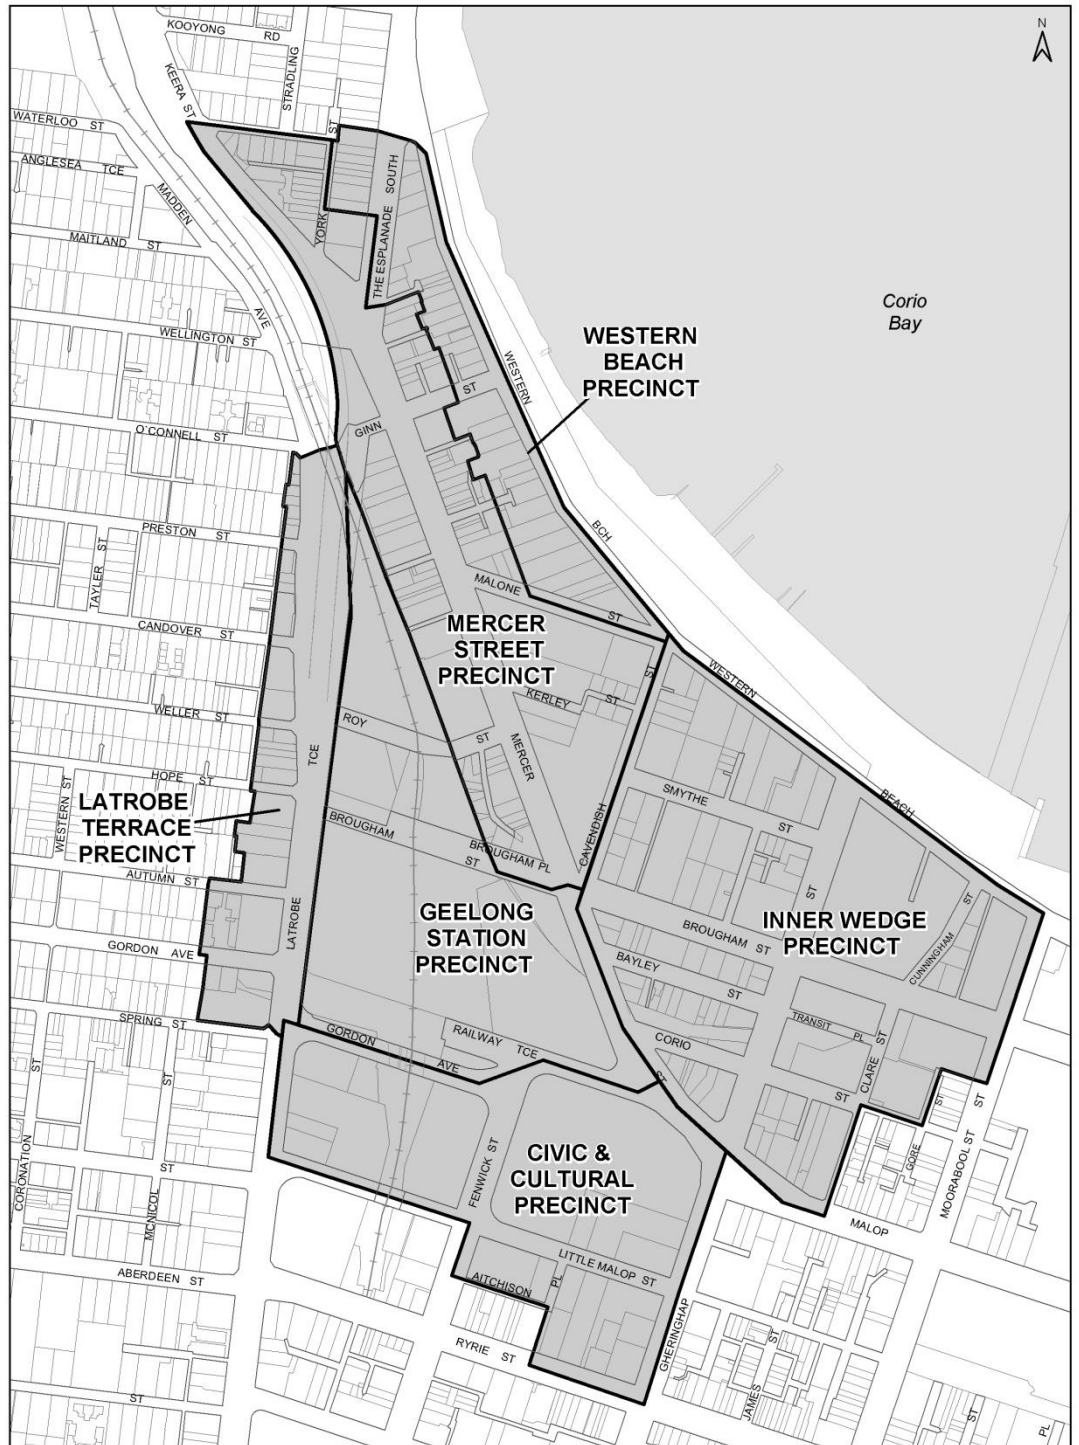 N
KOOYONG RD
STRADLING
ST
KEERA ST
WATERLOO ST
ANGLESEA TCE
MADDEN
AVE
MAITLAND ST
YORK
THE ESPLANADE SOUTH
Corio
Bay
WELLINGTON ST
WESTERN
BCH
WESTERN
BEACH
PRECINCT
ST
GINN
O'CONNELL ST
PRESTON ST
TAYLER ST
MALONE ST
CANDOVER ST
MERCER
STREET
PRECINCT
WESTERN
BEACH
KERLEY ST
ST
WELLER ST
ROY
ST
MERCER
TCE
HOPE ST
SMYTHE ST
WESTERN ST
LATROBE
TERRACE
PRECINCT
BROUGHAM
ST
BROUGHAM PL
CAVENDISH
AUTUMN ST
GEELONG
STATION
PRECINCT
ST
INNER WEDGE
PRECINCT
BROUGHAM ST
CUNNINGHAM
ST
LATROBE
GORDON AVE
BAYLEY
ST
SPRING ST
GORDON
AVE
RAILWAY TCE
TRANSIT PL
CORIO
ST
ST
CLARE
ST
ST
ST
ST
ST
CORONATION
MCNICOL
ST
FENWICK ST
CIVIC &
CULTURAL
PRECINCT
GORE
MOORABOOL ST
MALOP
ABERDEEN ST
AITCHISON
PL
LITTLE MALOP ST
RYRIE ST
GHERINGHAP
JAMES
ST
ST
ST
PL